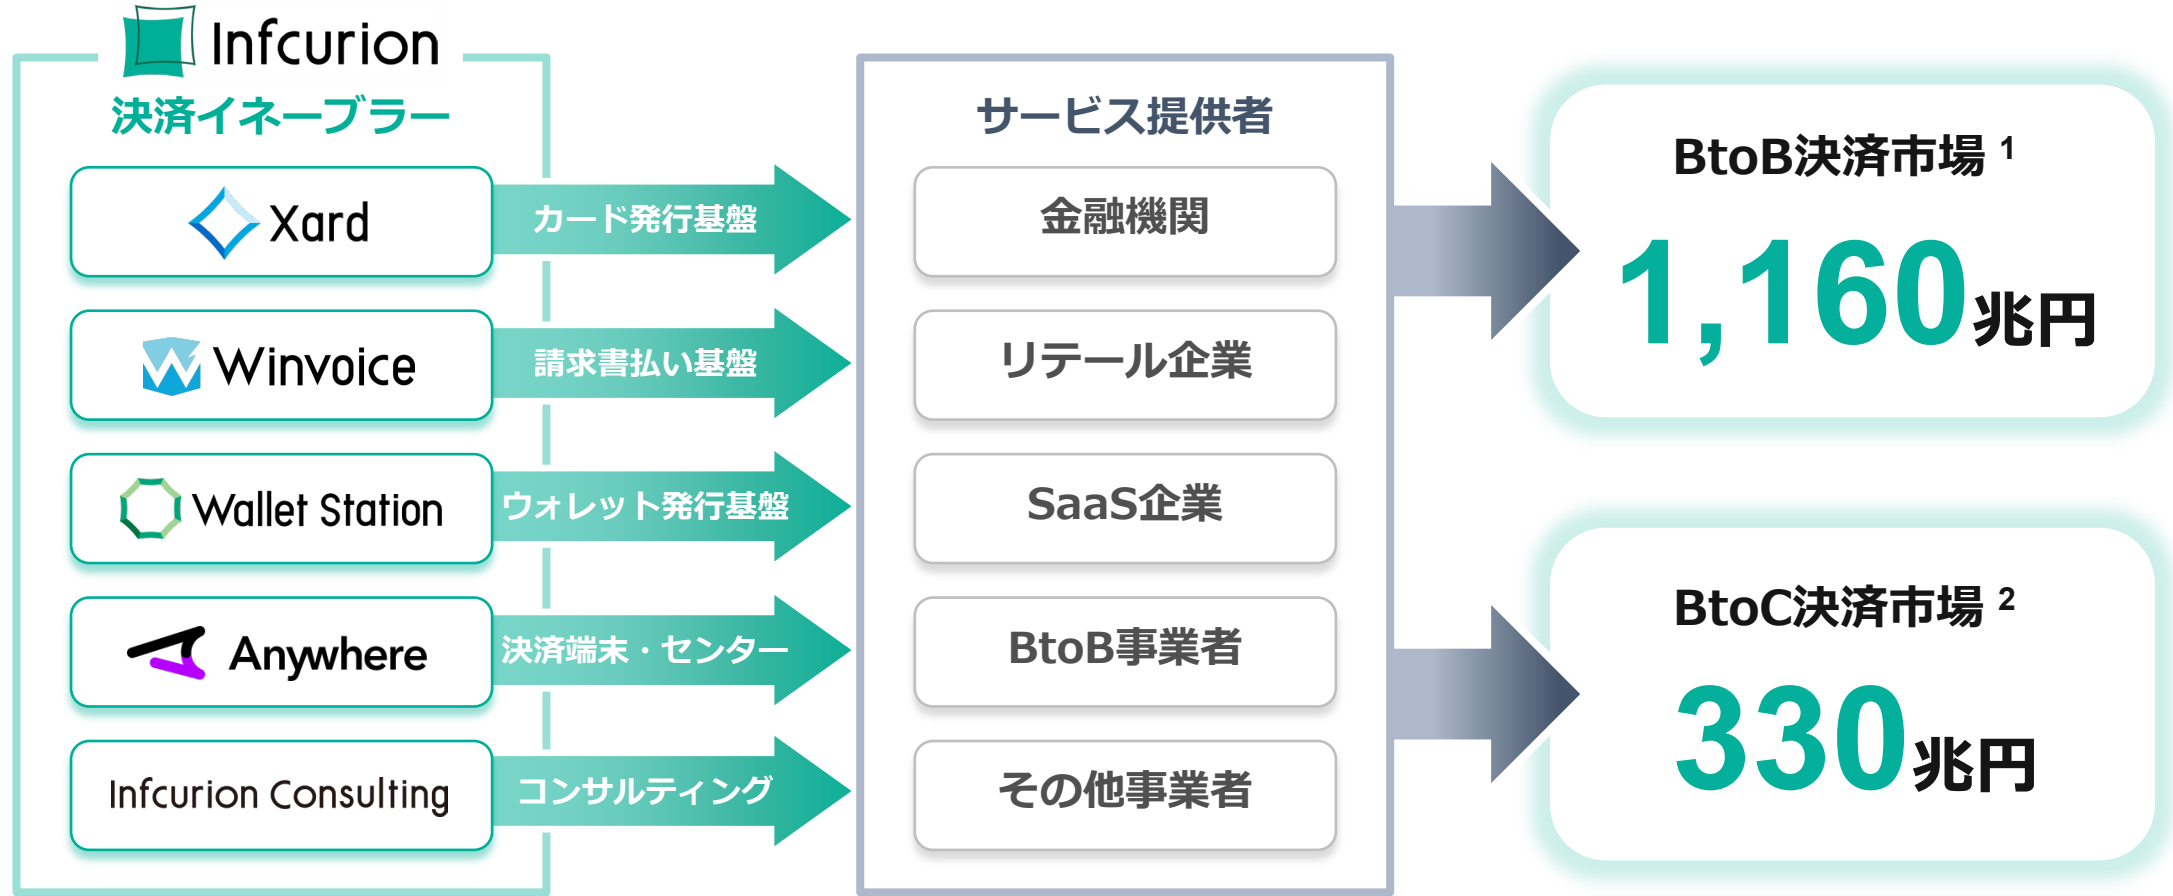 Infcurion
決済イネーブラー
Xard
カード発行基盤
Winvoice
請求書払い基盤
Wallet Station
ウォレット発行基盤
Anywhere
決済端末・センター
Infcurion Consulting
コンサルティング
サービス提供者
金融機関
リテール企業
SaaS企業
BtoB事業者
その他事業者
BtoB決済市場 1
1,160兆円
BtoC決済市場 2
330兆円